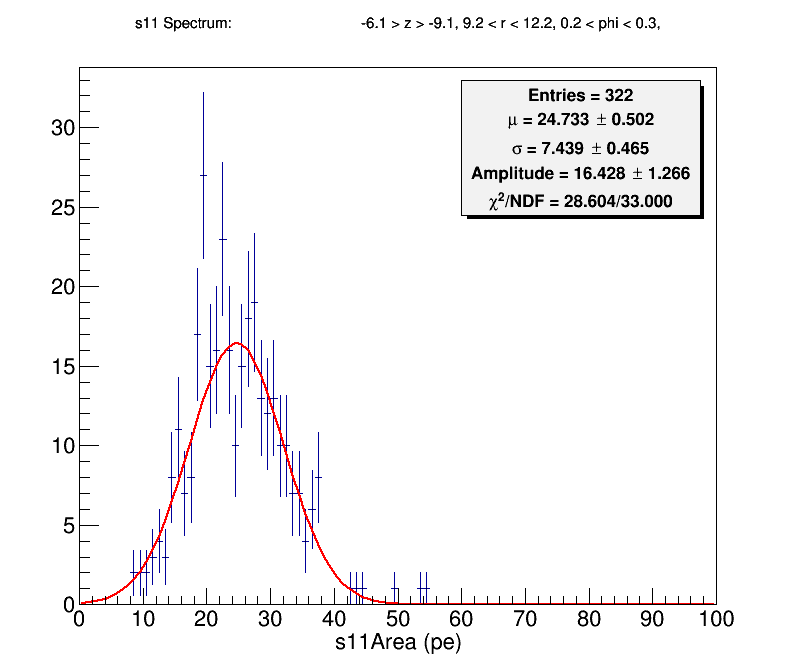 s11 Spectrum: -6.1 > z > -9.1, 9.2 < r < 12.2, 0.2 < phi < 0.3,
Entries = 322
μ = 24.733 ± 0.502
σ = 7.439 ± 0.465
Amplitude = 16.428 ± 1.266
χ²/NDF = 28.604/33.000
30
25
20
15
10
5
0
0 10 20 30 40 50 60 70 80 90 100
s11Area (pe)